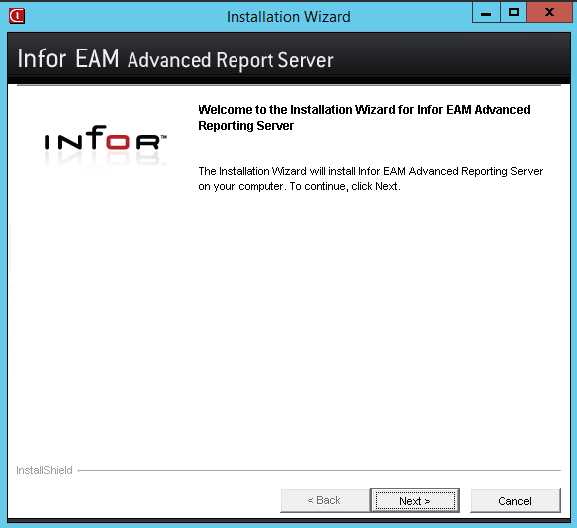 Installation Wizard
Infor EAM Advanced Report Server
INFOR™
Welcome to the Installation Wizard for Infor EAM Advanced
Reporting Server
The Installation Wizard will install Infor EAM Advanced Reporting Server
on your computer. To continue, click Next.
InstallShield
< Back
Next >
Cancel